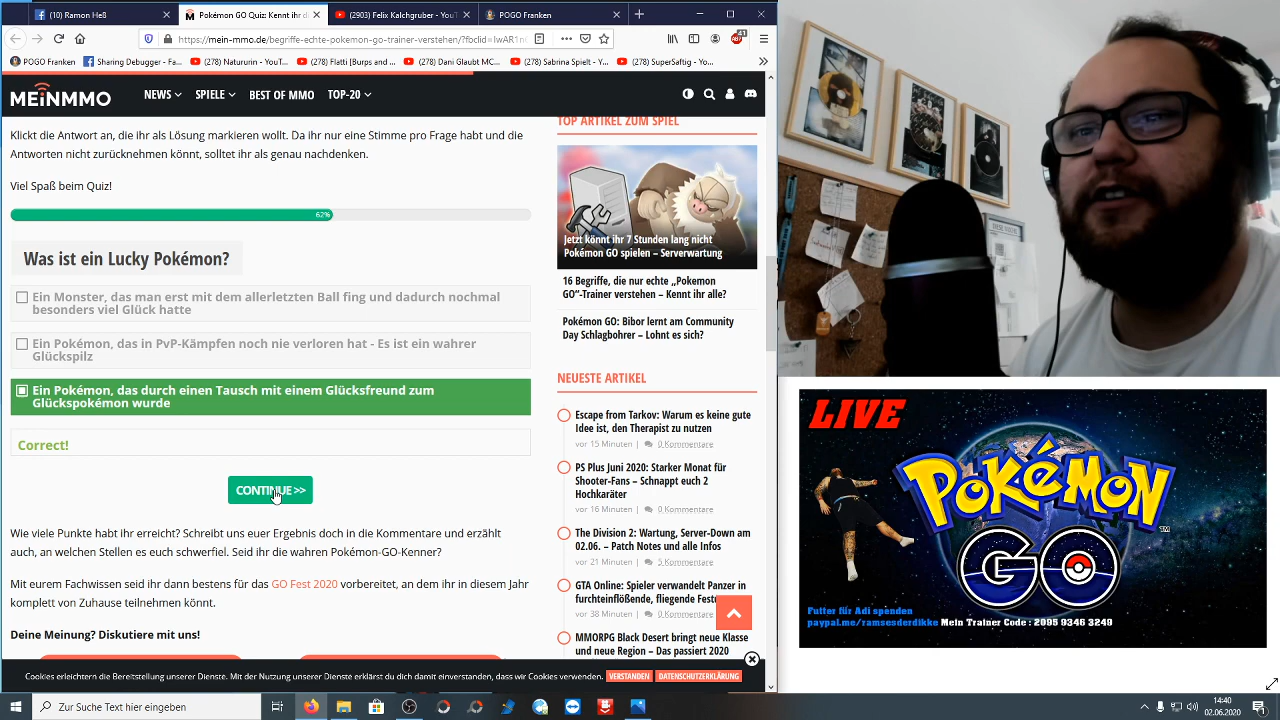 (10) Ramon Heß
Pokémon GO Quiz: Kennt ihr d
(2903) Felix Kalchgruber - YouT
POGO Franken
https://mein-mmo.de/begriffe-echte-pokemon-go-trainer-verstehen/?fbclid=IwAR1n
41
POGO Franken
Sharing Debugger - Fa...
(278) Naturunin - YouT...
(278) Flatti |Burps and ...
(278) Dani Glaubt MC...
(278) Sabrina Spielt - Y...
(278) SuperSaftig - YouT...
MEiNMMO
NEWS
SPIELE
BEST OF MMO
TOP-20
Klickt die Antwort an, die ihr als Lösung markieren wollt. Da ihr nur eine Stimme pro Frage habt und die
Antworten nicht zurücknehmen könnt, solltet ihr als genau nachdenken.
Viel Spaß beim Quiz!
62%
Was ist ein Lucky Pokémon?
Ein Monster, das man erst mit dem allerletzten Ball fing und dadurch nochmal
besonders viel Glück hatte
Ein Pokémon, das in PvP-Kämpfen noch nie verloren hat - Es ist ein wahrer
Glückspilz
Ein Pokémon, das durch einen Tausch mit einem Glücksfreund zum
Glückspokémon wurde
Correct!
CONTINUE >>
Wie viele Punkte habt ihr erreicht? Schreibt uns euer Ergebnis doch in die Kommentare und erzählt
auch, an welchen Stellen es euch schwerfiel. Seid ihr die wahren Pokémon-GO-Kenner?
Mit eurem Fachwissen seid ihr dann bestens für das GO Fest 2020 vorbereitet, an dem ihr in diesem Jahr
komplett von Zuhause teilnehmen könnt.
Deine Meinung? Diskutiere mit uns!
TOP ARTIKEL ZUM SPIEL
Jetzt könnt ihr 7 Stunden lang nicht
Pokémon GO spielen – Serverwartung
16 Begriffe, die nur echte „Pokemon
GO“-Trainer verstehen – Kennt ihr alle?
Pokémon GO: Bibor lernt am Community
Day Schlagbohrer – Lohnt es sich?
NEUESTE ARTIKEL
Escape from Tarkov: Warum es keine gute
Idee ist, den Therapist zu nutzen
vor 15 Minuten | 0 Kommentare
PS Plus Juni 2020: Starker Monat für
Shooter-Fans – Schnappt euch 2
Hochkaräter
vor 16 Minuten | 0 Kommentare
The Division 2: Wartung, Server-Down am
02.06. – Patch Notes und alle Infos
vor 21 Minuten | 5 Kommentare
GTA Online: Spieler verwandelt Panzer in
furchteinflößende, fliegende
vor 38 Minuten | 0 Kommentare
MMORPG Black Desert bringt neue Klasse
und neue Region – Das passiert 2020
Cookies erleichtern die Bereitstellung unserer Dienste. Mit der Nutzung unserer Dienste erklärst du dich damit einverstanden, dass wir Cookies verwenden. VERSTANDEN DATENSCHUTZERKLÄRUNG
LIVE
POKéMON
TM
GO
Futter für Adi spenden
paypal.me/ramsesderdikke Mein Trainer Code : 2095 9346 3249
Zur Suche Text hier eingeben
14:40
02.06.2020
1